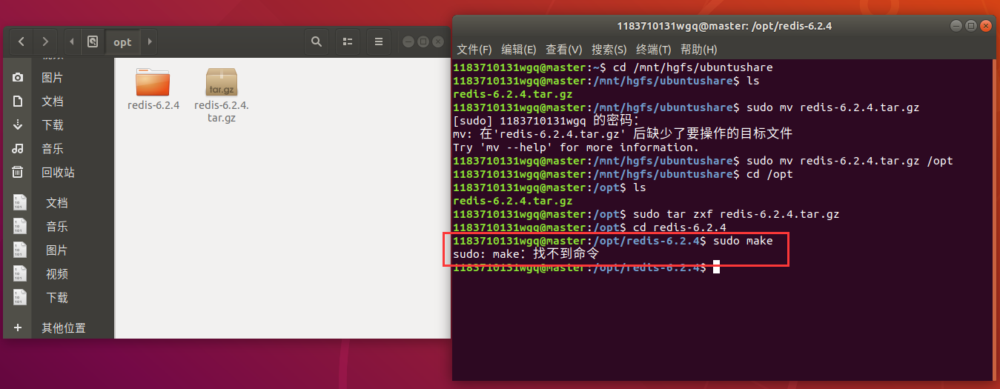 opt
图片
文档
下载
音乐
回收站
文档
音乐
图片
视频
下载
其他位置
redis-6.2.4
tar.gz
redis-6.2.4.
tar.gz
1183710131wgq@master: /opt/redis-6.2.4
文件(F) 编辑(E) 查看(V) 搜索(S) 终端(T) 帮助(H)
1183710131wgq@master:~$ cd /mnt/hgfs/ubuntushare
1183710131wgq@master:/mnt/hgfs/ubuntushare$ ls
redis-6.2.4.tar.gz
1183710131wgq@master:/mnt/hgfs/ubuntushare$ sudo mv redis-6.2.4.tar.gz
[sudo] 1183710131wgq 的密码：
mv: 在'redis-6.2.4.tar.gz' 后缺少了要操作的目标文件
Try 'mv --help' for more information.
1183710131wgq@master:/mnt/hgfs/ubuntushare$ sudo mv redis-6.2.4.tar.gz /opt
1183710131wgq@master:/mnt/hgfs/ubuntushare$ cd /opt
1183710131wgq@master:/opt$ ls
redis-6.2.4.tar.gz
1183710131wgq@master:/opt$ sudo tar zxf redis-6.2.4.tar.gz
1183710131wgq@master:/opt$ cd redis-6.2.4
1183710131wgq@master:/opt/redis-6.2.4$ sudo make
sudo: make：找不到命令
1183710131wgq@master:/opt/redis-6.2.4$